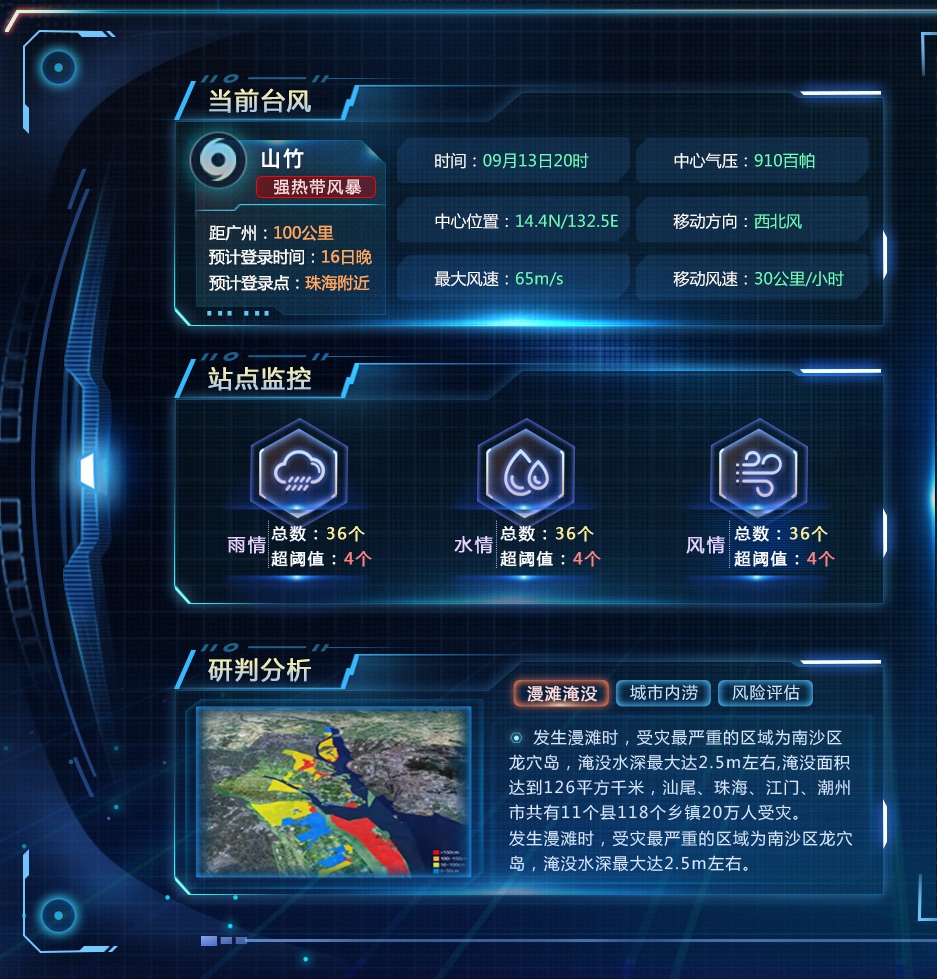 当前台风
山竹
强热带风暴
距广州：100公里
预计登录时间：16日晚
预计登录点：珠海附近
时间：09月13日20时
中心气压：910百帕
中心位置：14.4N/132.5E
移动方向：西北风
最大风速：65m/s
移动风速：30公里/小时
站点监控
雨情
总数：36个
超阈值：4个
水情
总数：36个
超阈值：4个
风情
总数：36个
超阈值：4个
研判分析
漫滩淹没
城市内涝
风险评估
发生漫滩时，受灾最严重的区域为南沙区
龙穴岛，淹没水深最大达2.5m左右,淹没面积
达到126平方千米，汕尾、珠海、江门、潮州
市共有11个县118个乡镇20万人受灾。
发生漫滩时，受灾最严重的区域为南沙区龙穴
岛，淹没水深最大达2.5m左右。